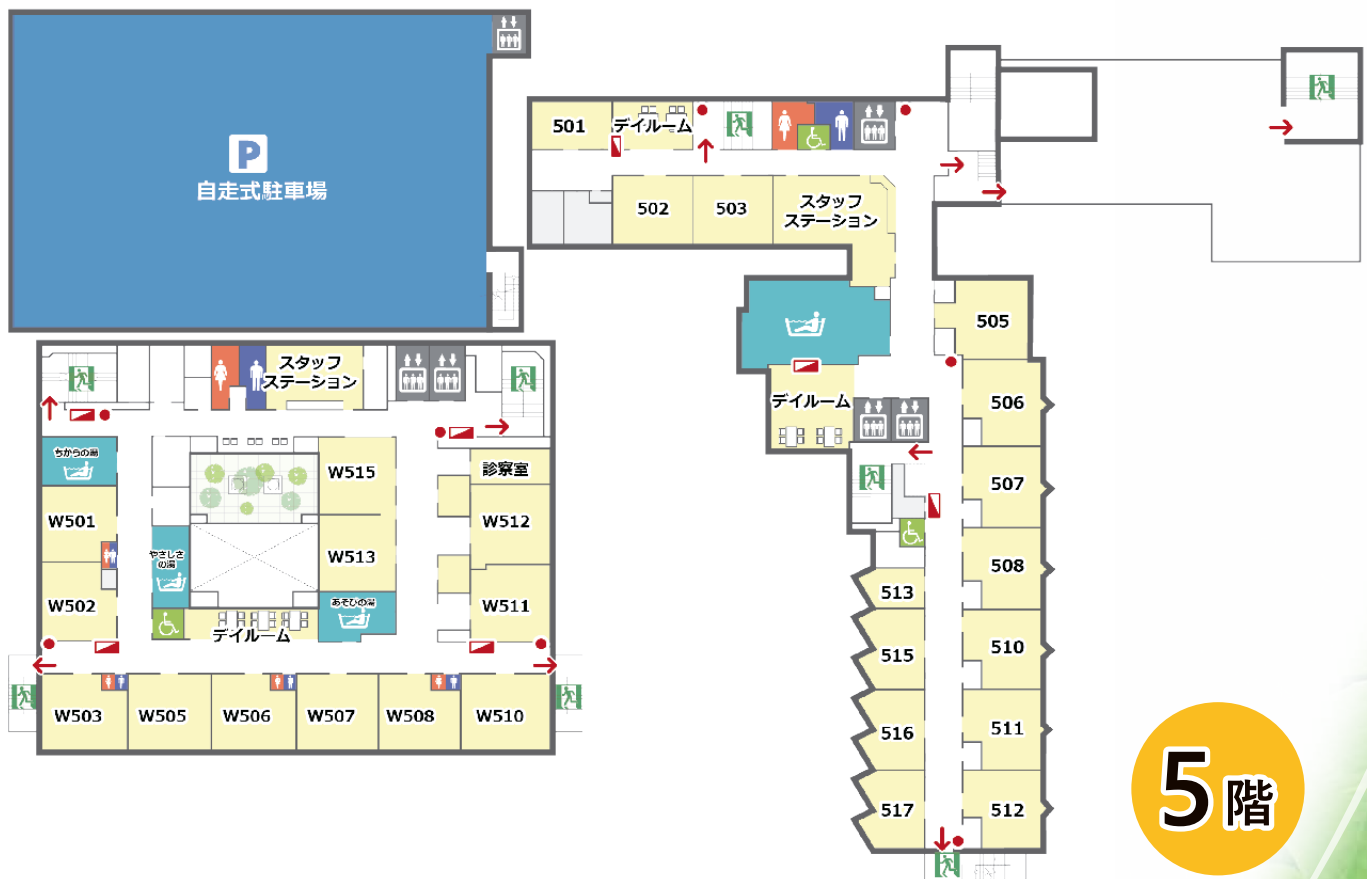 P
自走式駐車場
501
デイルーム
502
503
スタッフ
ステーション
505
デイルーム
506
507
508
513
510
515
511
516
512
517
スタッフ
ステーション
ちからの湯
W515
診察室
W501
W512
やさしさ
の湯
W513
W502
あそびの湯
W511
デイルーム
W503
W505
W506
W507
W508
W510
5階